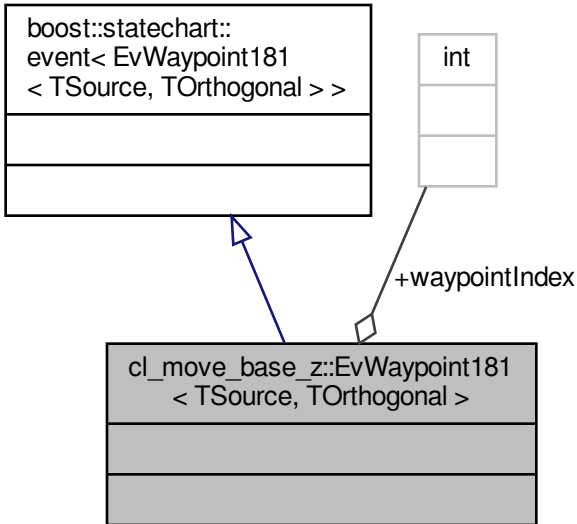 boost::statechart::
event< EvWaypoint181
< TSource, TOrthogonal > >
int
+waypointIndex
cl_move_base_z::EvWaypoint181
< TSource, TOrthogonal >